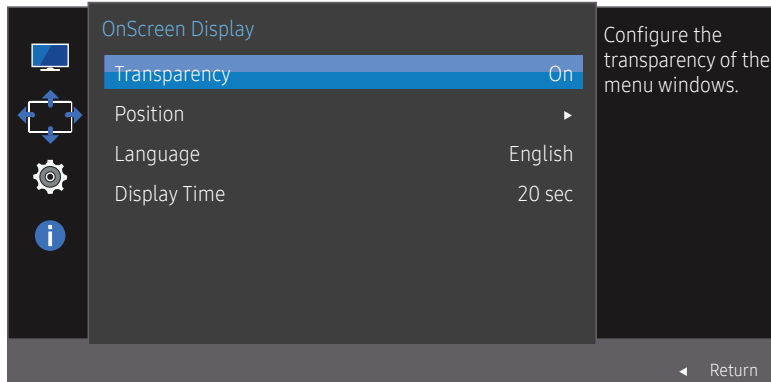 OnScreen Display
Transparency On
Position ▸
Language English
Display Time 20 sec
Configure the
transparency of the
menu windows.
◂ Return